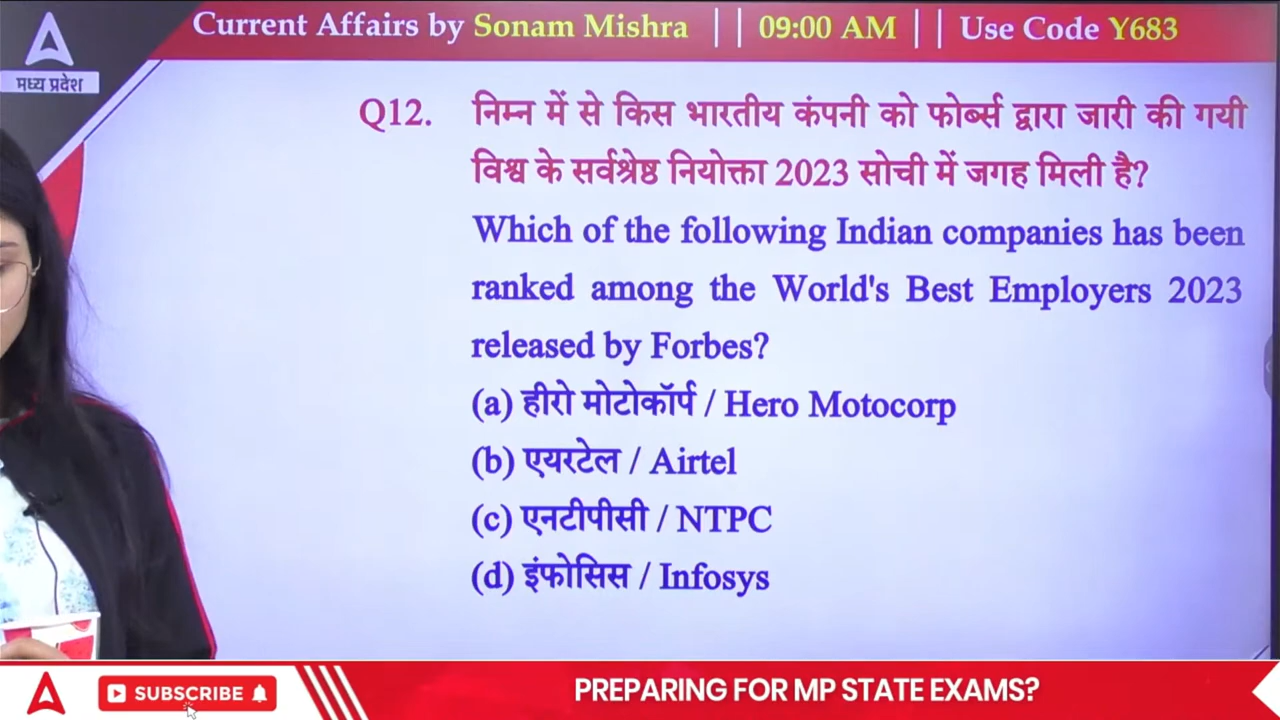 Current Affairs by Sonam Mishra || 09:00 AM || Use Code Y683
मध्य प्रदेश
Q12. निम्न में से किस भारतीय कंपनी को फोर्ब्स द्वारा जारी की गयी
विश्व के सर्वश्रेष्ठ नियोक्ता 2023 सोची में जगह मिली है?
Which of the following Indian companies has been
ranked among the World's Best Employers 2023
released by Forbes?
(a) हीरो मोटोकॉर्प / Hero Motocorp
(b) एयरटेल / Airtel
(c) एनटीपीसी / NTPC
(d) इंफोसिस / Infosys
SUBSCRIBE
PREPARING FOR MP STATE EXAMS?